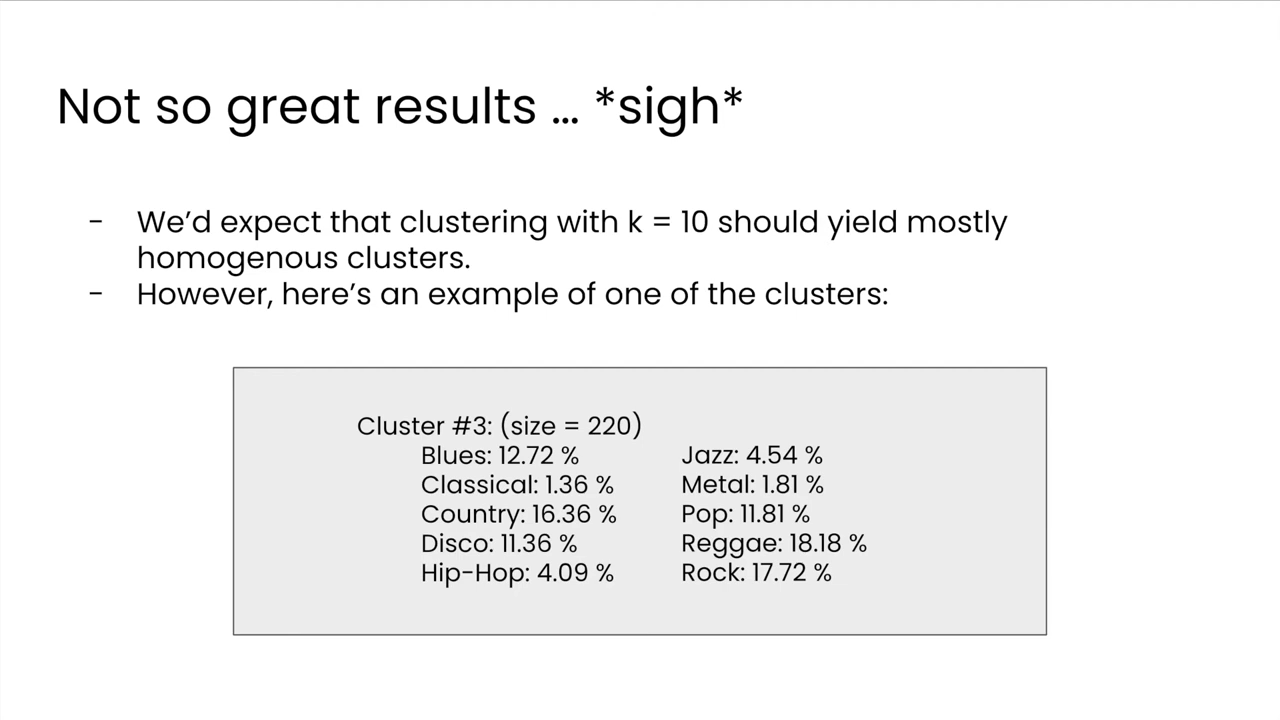 Not so great results ... *sigh*
- We’d expect that clustering with k = 10 should yield mostly
homogenous clusters.
- However, here’s an example of one of the clusters:
Cluster #3: (size = 220)
Blues: 12.72 %
Classical: 1.36 %
Country: 16.36 %
Disco: 11.36 %
Hip-Hop: 4.09 %
Jazz: 4.54 %
Metal: 1.81 %
Pop: 11.81 %
Reggae: 18.18 %
Rock: 17.72 %